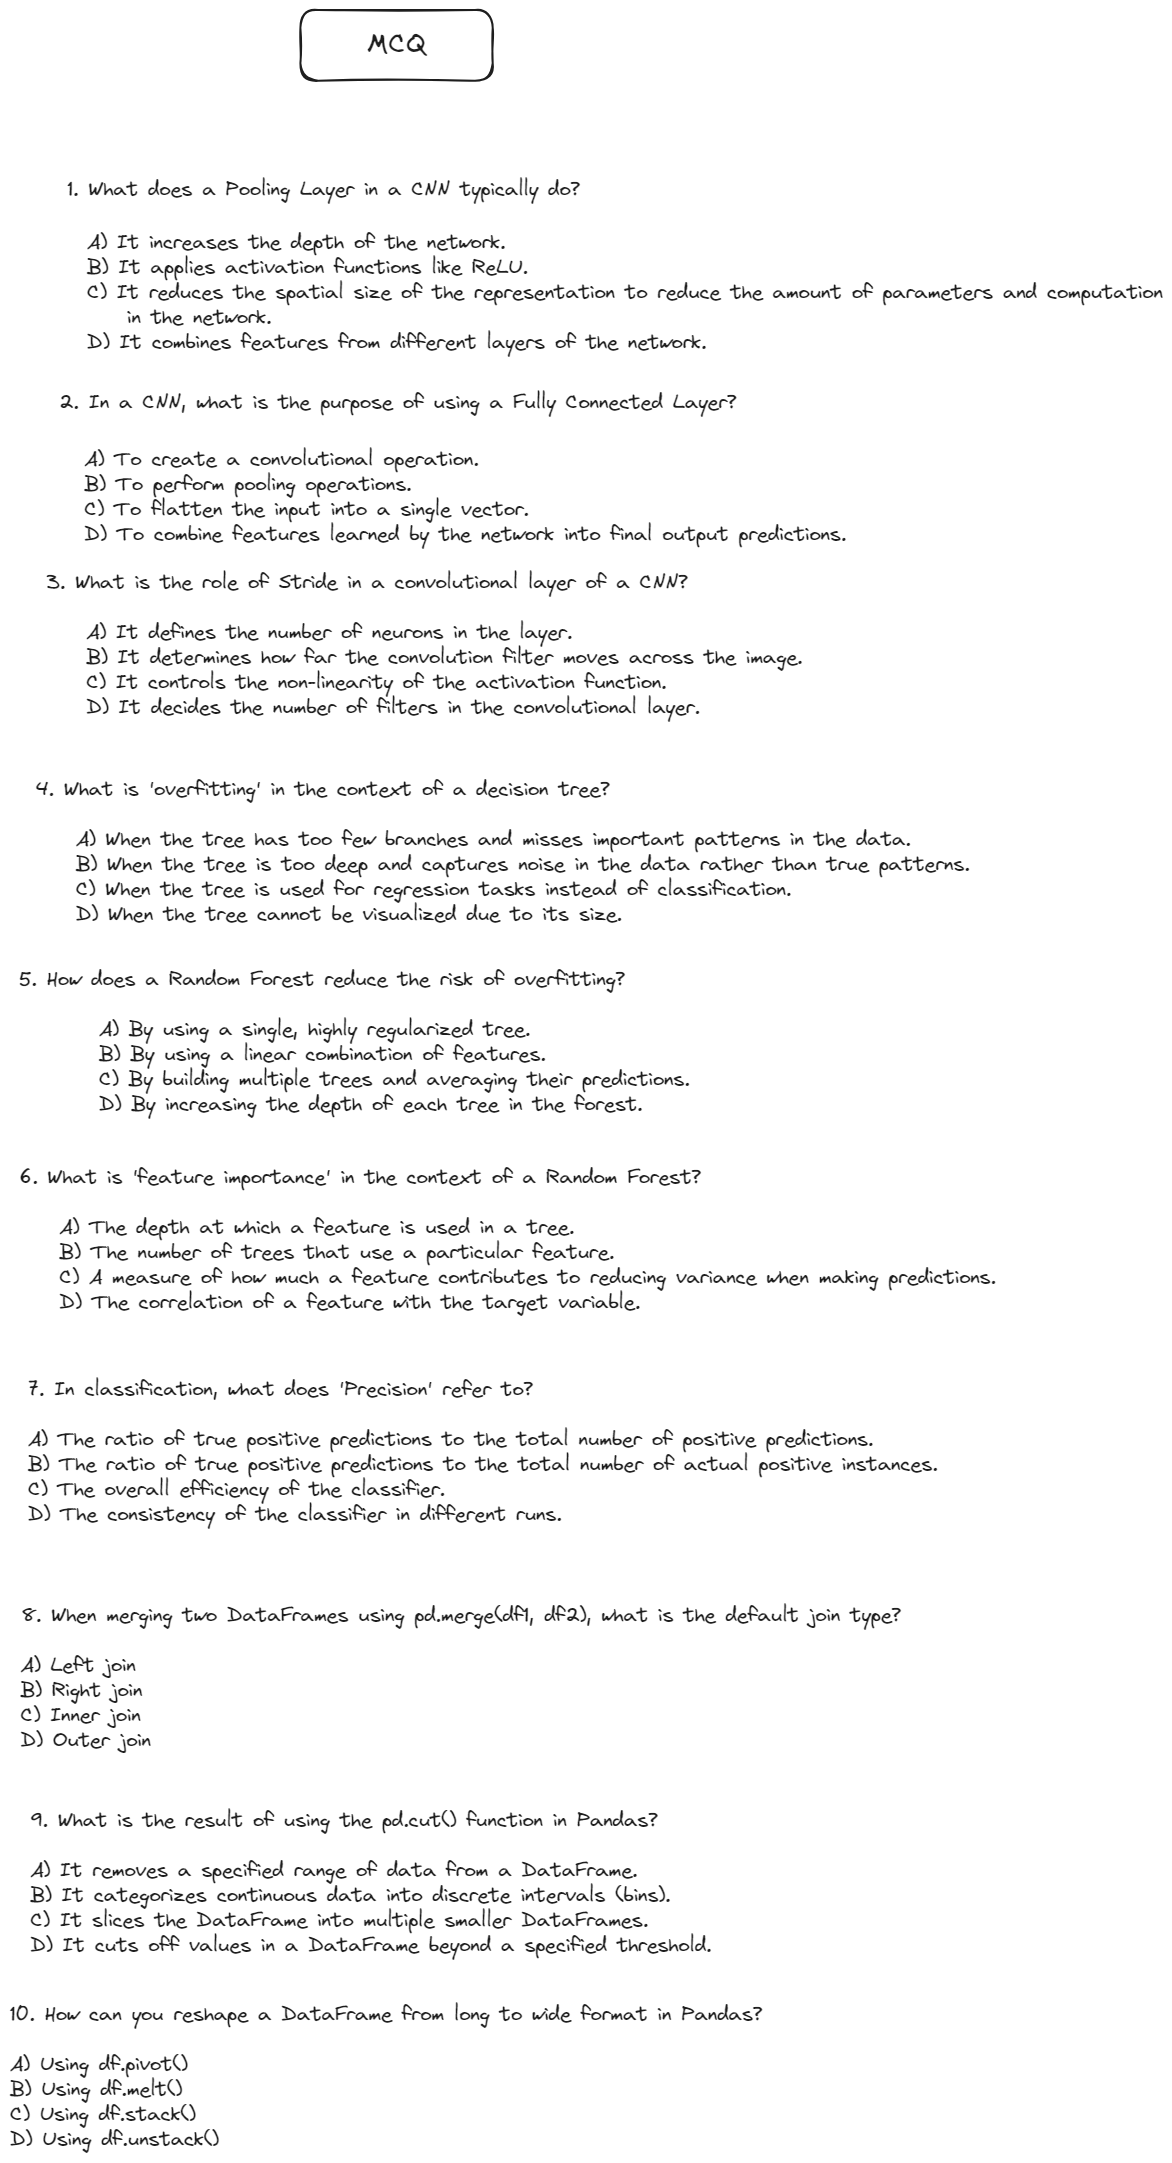 MCQ
1. What does a Pooling Layer in a CNN typically do?
A) It increases the depth of the network.
B) It applies activation functions like ReLU.
C) It reduces the spatial size of the representation to reduce the amount of parameters and computation
in the network.
D) It combines features from different layers of the network.
2. In a CNN, what is the purpose of using a Fully Connected Layer?
A) To create a convolutional operation.
B) To perform pooling operations.
C) To flatten the input into a single vector.
D) To combine features learned by the network into final output predictions.
3. What is the role of Stride in a convolutional layer of a CNN?
A) It defines the number of neurons in the layer.
B) It determines how far the convolution filter moves across the image.
C) It controls the non-linearity of the activation function.
D) It decides the number of filters in the convolutional layer.
4. What is 'overfitting' in the context of a decision tree?
A) When the tree has too few branches and misses important patterns in the data.
B) When the tree is too deep and captures noise in the data rather than true patterns.
C) When the tree is used for regression tasks instead of classification.
D) When the tree cannot be visualized due to its size.
5. How does a Random Forest reduce the risk of overfitting?
A) By using a single, highly regularized tree.
B) By using a linear combination of features.
C) By building multiple trees and averaging their predictions.
D) By increasing the depth of each tree in the forest.
6. What is 'feature importance' in the context of a Random Forest?
A) The depth at which a feature is used in a tree.
B) The number of trees that use a particular feature.
C) A measure of how much a feature contributes to reducing variance when making predictions.
D) The correlation of a feature with the target variable.
7. In classification, what does 'Precision' refer to?
A) The ratio of true positive predictions to the total number of positive predictions.
B) The ratio of true positive predictions to the total number of actual positive instances.
C) The overall efficiency of the classifier.
D) The consistency of the classifier in different runs.
8. When merging two DataFrames using pd.merge(df1, df2), what is the default join type?
A) Left join
B) Right join
C) Inner join
D) Outer join
9. What is the result of using the pd.cut() function in Pandas?
A) It removes a specified range of data from a DataFrame.
B) It categorizes continuous data into discrete intervals (bins).
C) It slices the DataFrame into multiple smaller DataFrames.
D) It cuts off values in a DataFrame beyond a specified threshold.
10. How can you reshape a DataFrame from long to wide format in Pandas?
A) Using df.pivot()
B) Using df.melt()
C) Using df.stack()
D) Using df.unstack()